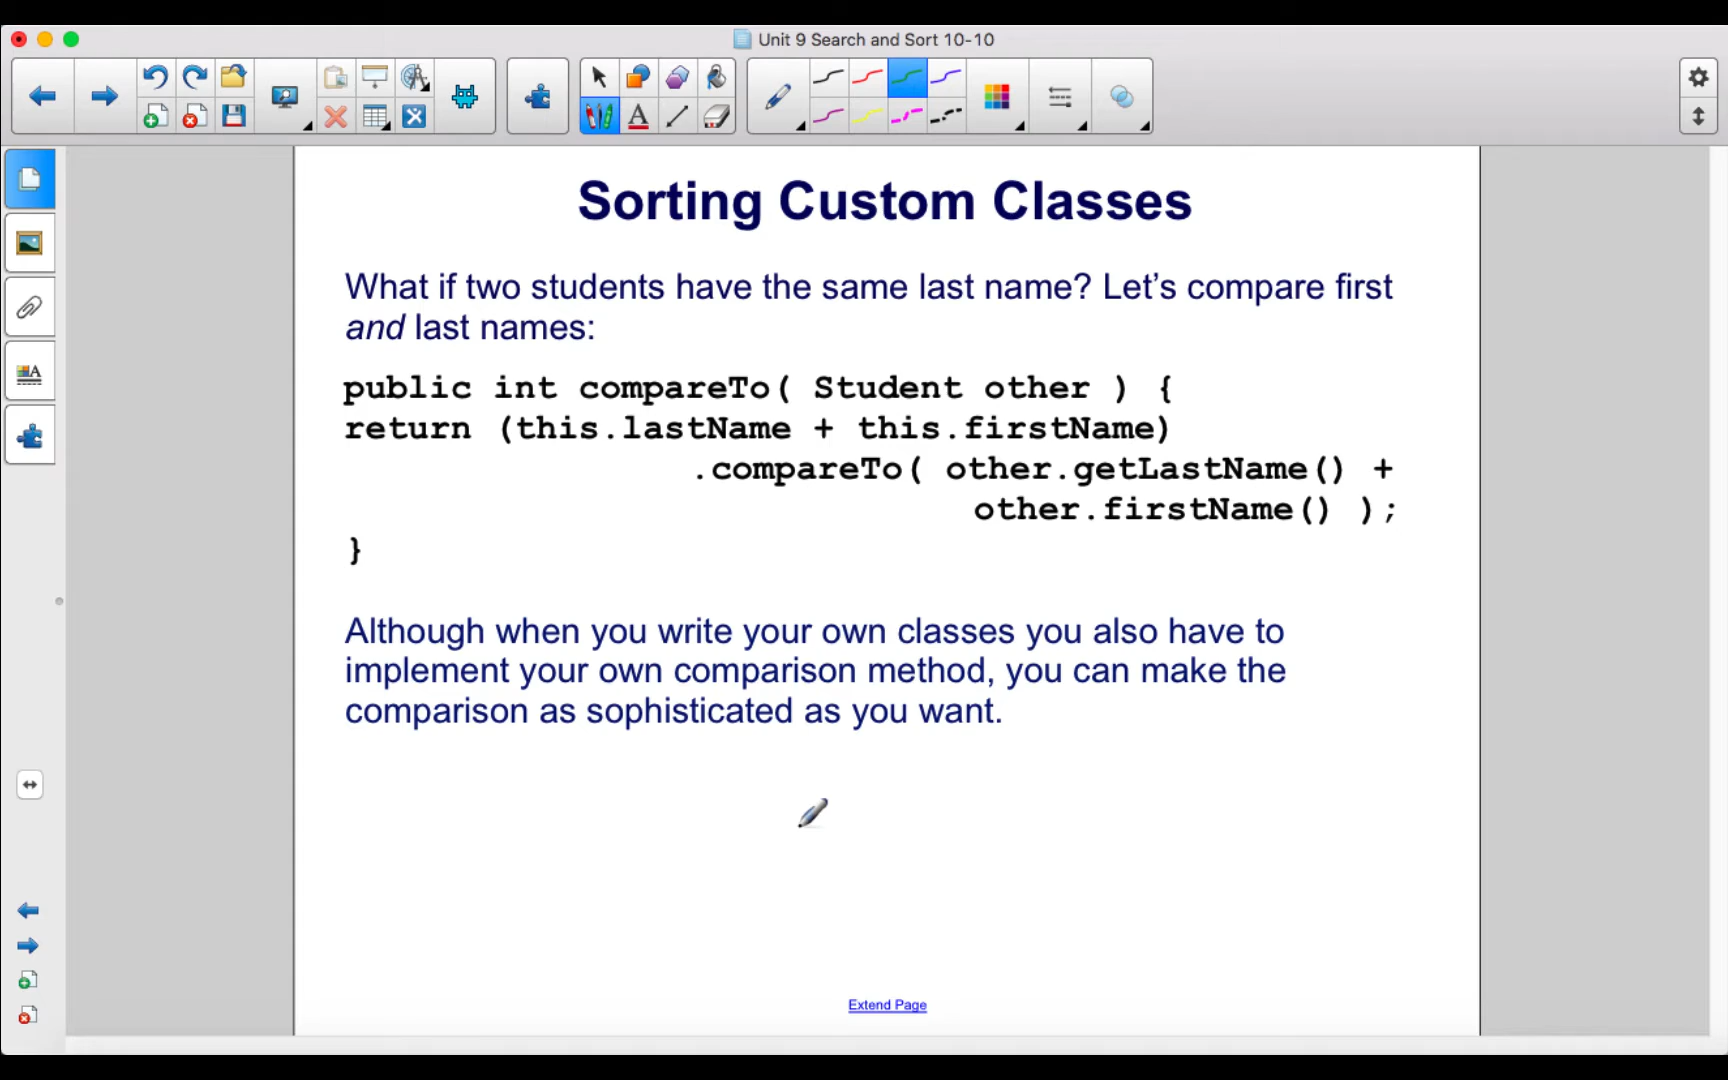 Unit 9 Search and Sort 10-10
Sorting Custom Classes
What if two students have the same last name? Let’s compare first
and last names:
public int compareTo( Student other ) {
return (this.lastName + this.firstName)
.compareTo( other.getLastName() +
other.firstName() );
}
Although when you write your own classes you also have to
implement your own comparison method, you can make the
comparison as sophisticated as you want.
Extend Page